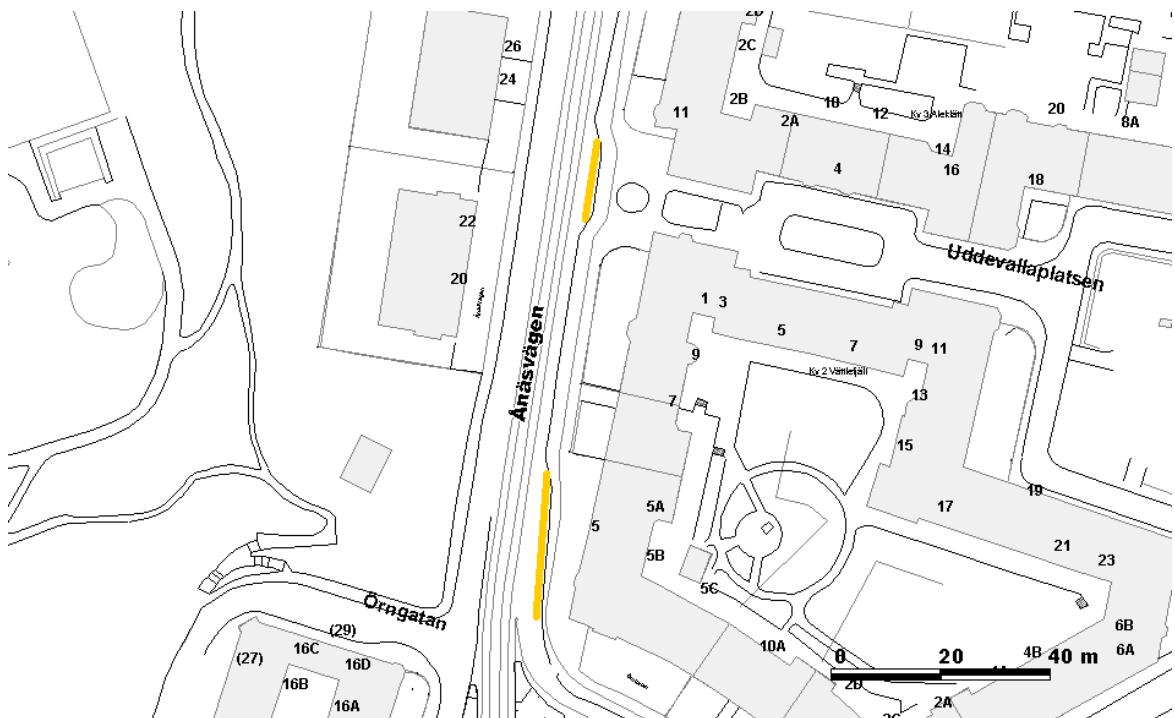 2D
26
2C
24
2B
10
12
20
11
2A
Kv 3 Aleklän
8A
14
4
16
18
22
Uddevallaplatsen
20
1
3
5
7
9
11
9
Kv 2 Vänletjäll
Ånäsvägen
7
13
15
5A
17
19
5
21
5B
23
5C
Örngatan
(29)
6B
(27)
16C
10A
4B
6A
16D
0
20
40 m
16B
2D
16A
2A
2C